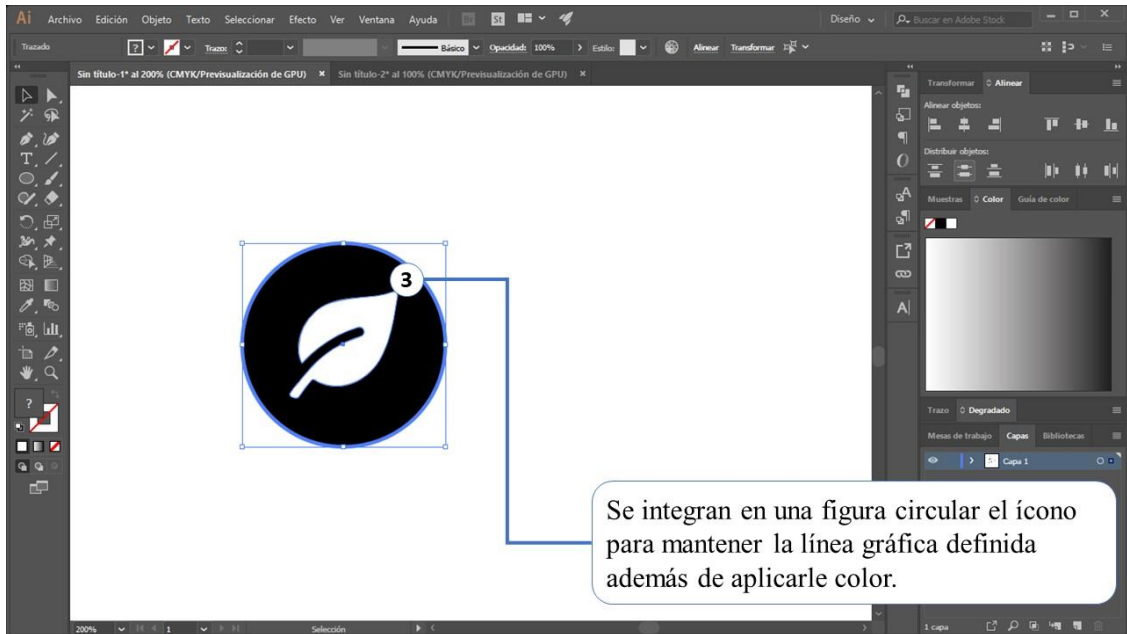 Ai Archivo Edición Objeto Texto Seleccionar Efecto Ver Ventana Ayuda Br St Diseño Buscar en Adobe Stock
Trazado ? Trazo: Básico Opacidad: 100% Estilo: Alinear Transformar
Sin título-1* al 200% (CMYK/Previsualización de GPU) × Sin título-2* al 100% (CMYK/Previsualización de GPU) ×
Transformar Alinear
Alinear objetos:
Distribuir objetos:
Muestras Color Guía de color
3
?
Trazo Degradado
Mesas de trabajo Capas Bibliotecas
Capa 1
Se integran en una figura circular el ícono
para mantener la línea gráfica definida
además de aplicarle color.
200% 1 Selección 1 capa